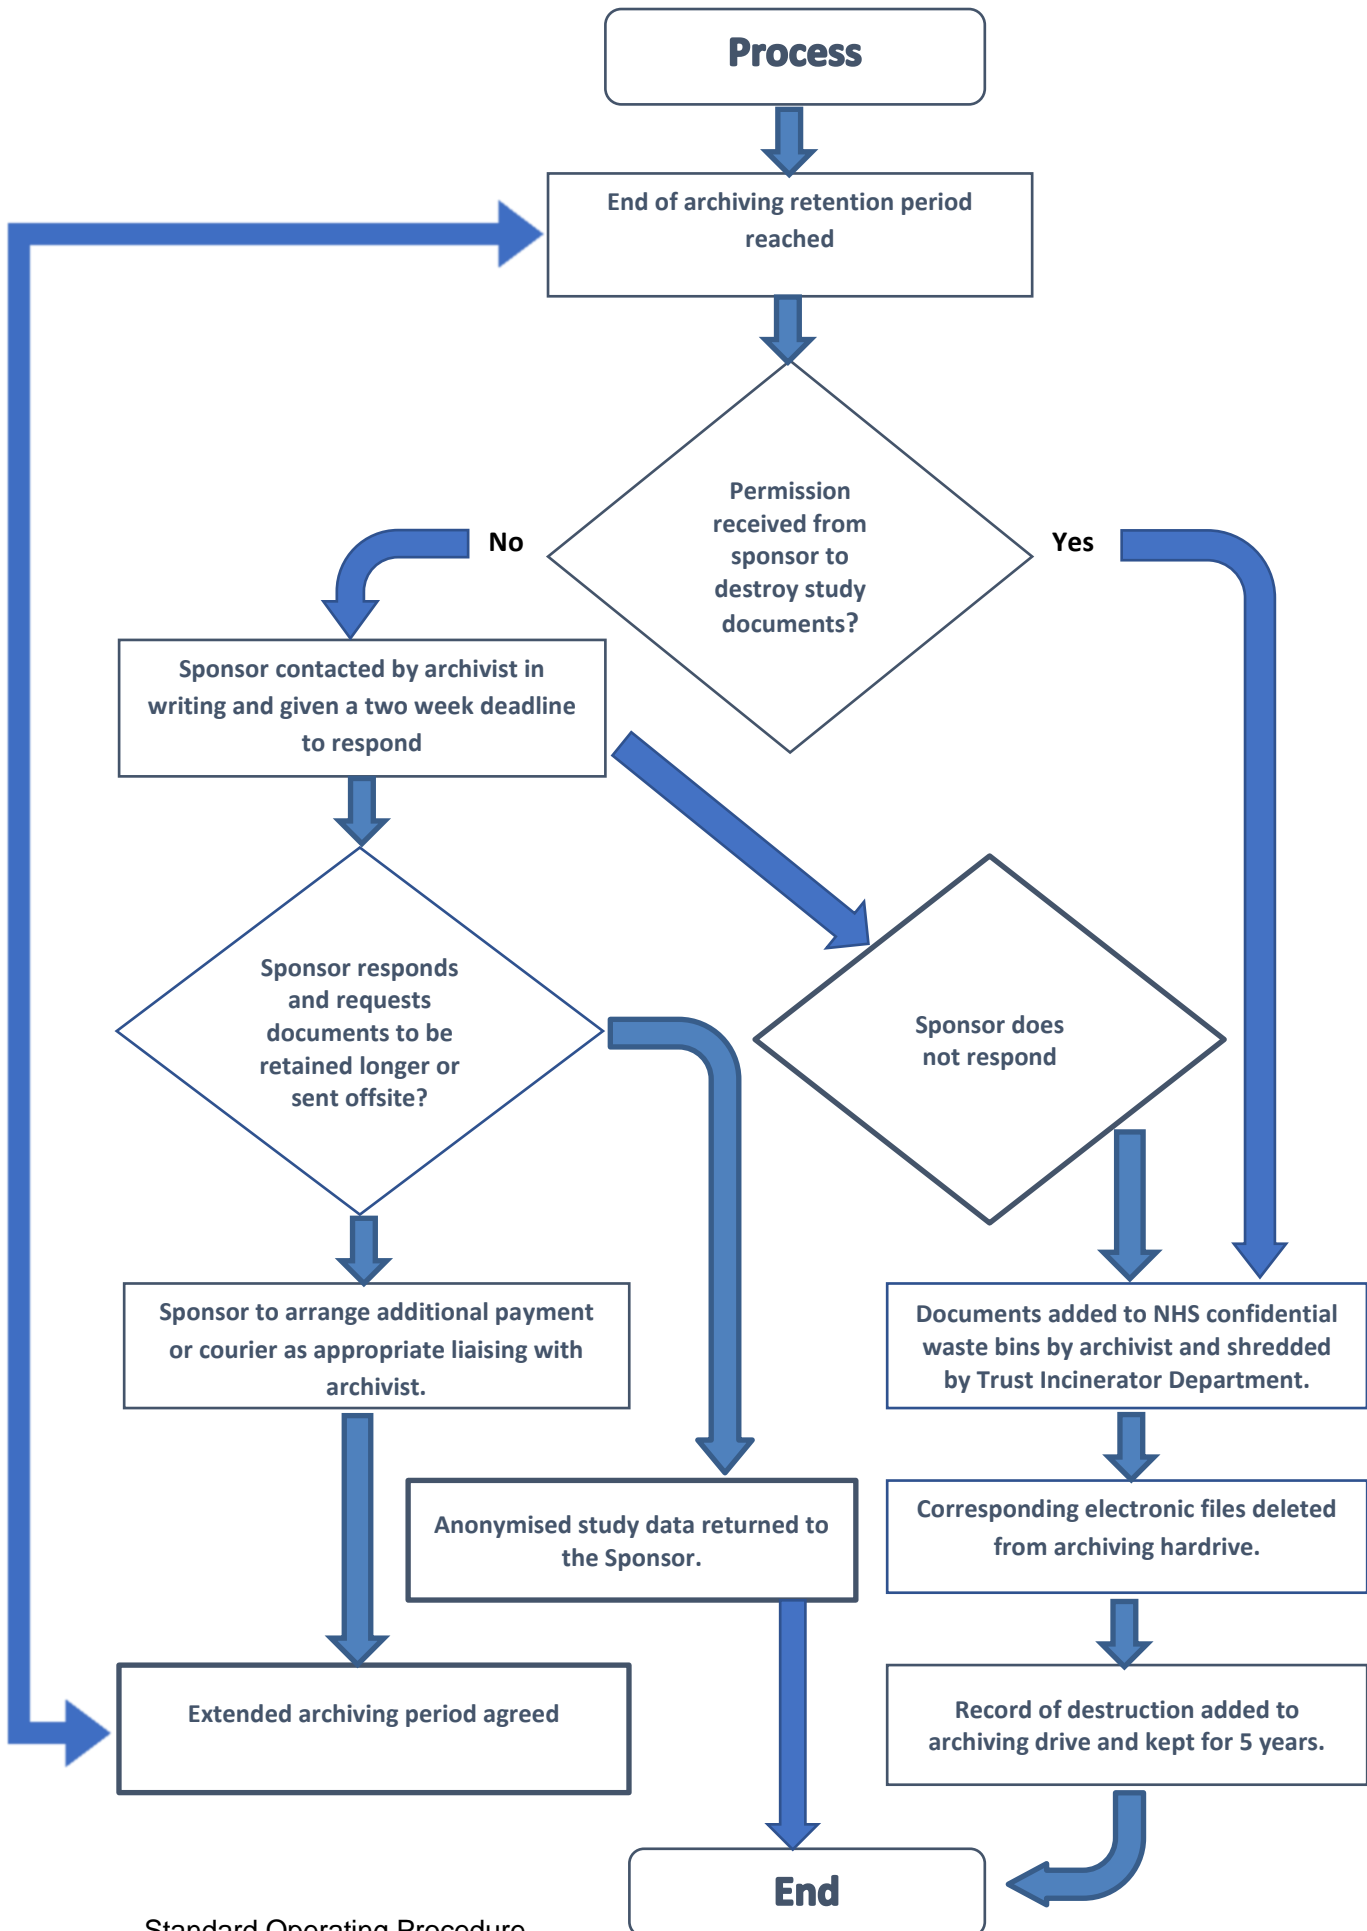 Process
End of archiving retention period
reached
Permission
received from
sponsor to
destroy study
documents?
No
Yes
Sponsor contacted by archivist in
writing and given a two week deadline
to respond
Sponsor responds
and requests
documents to be
retained longer or
sent offsite?
Sponsor does
not respond
Sponsor to arrange additional payment
or courier as appropriate liaising with
archivist.
Documents added to NHS confidential
waste bins by archivist and shredded
by Trust Incinerator Department.
Anonymised study data returned to
the Sponsor.
Corresponding electronic files deleted
from archiving hardrive.
Extended archiving period agreed
Record of destruction added to
archiving drive and kept for 5 years.
End
Standard Operating Procedure